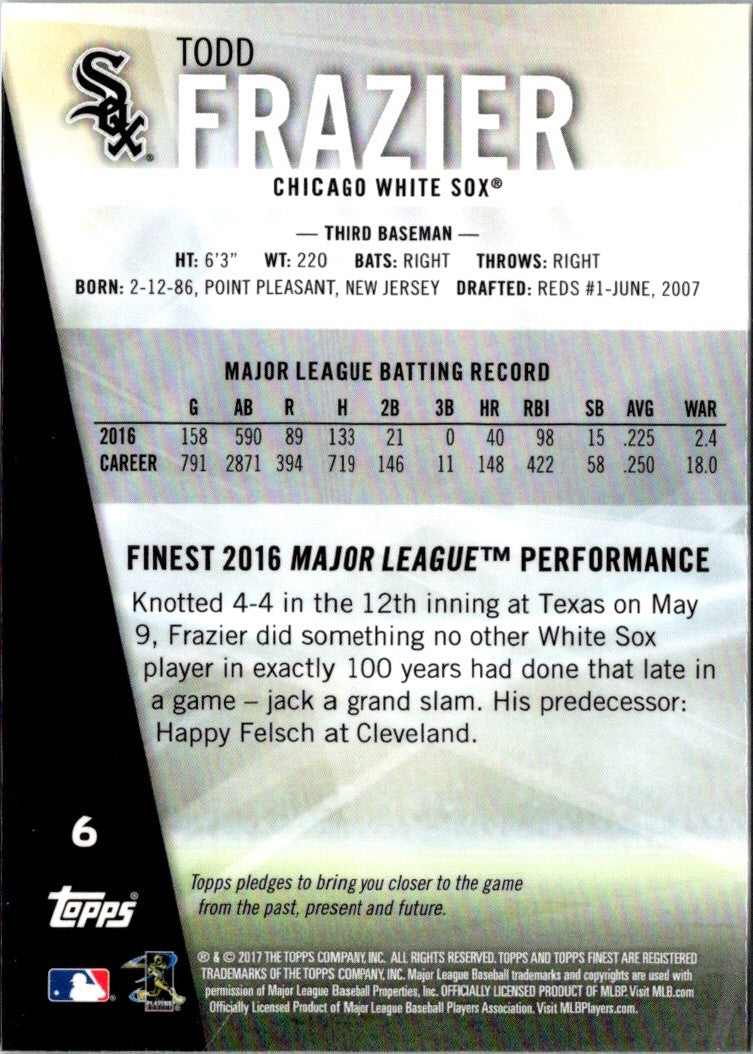 Sox®
TODD
FRAZIER
CHICAGO WHITE SOX®
— THIRD BASEMAN —
HT: 6'3" WT: 220 BATS: RIGHT THROWS: RIGHT
BORN: 2-12-86, POINT PLEASANT, NEW JERSEY DRAFTED: REDS #1-JUNE, 2007
MAJOR LEAGUE BATTING RECORD
G AB R H 2B 3B HR RBI SB AVG WAR
2016 158 590 89 133 21 0 40 98 15 .225 2.4
CAREER 791 2871 394 719 146 11 148 422 58 .250 18.0
FINEST 2016 MAJOR LEAGUE™ PERFORMANCE
Knotted 4-4 in the 12th inning at Texas on May
9, Frazier did something no other White Sox
player in exactly 100 years had done that late in
a game – jack a grand slam. His predecessor:
Happy Felsch at Cleveland.
6
Topps pledges to bring you closer to the game
from the past, present and future.
topps®
® & © 2017 THE TOPPS COMPANY, INC. ALL RIGHTS RESERVED. TOPPS AND TOPPS FINEST ARE REGISTERED
TRADEMARKS OF THE TOPPS COMPANY, INC. Major League Baseball trademarks and copyrights are used with
permission of Major League Baseball Properties, Inc. OFFICIALLY LICENSED PRODUCT OF MLBP. Visit MLB.com
Officially Licensed Product of Major League Baseball Players Association. Visit MLBPlayers.com.